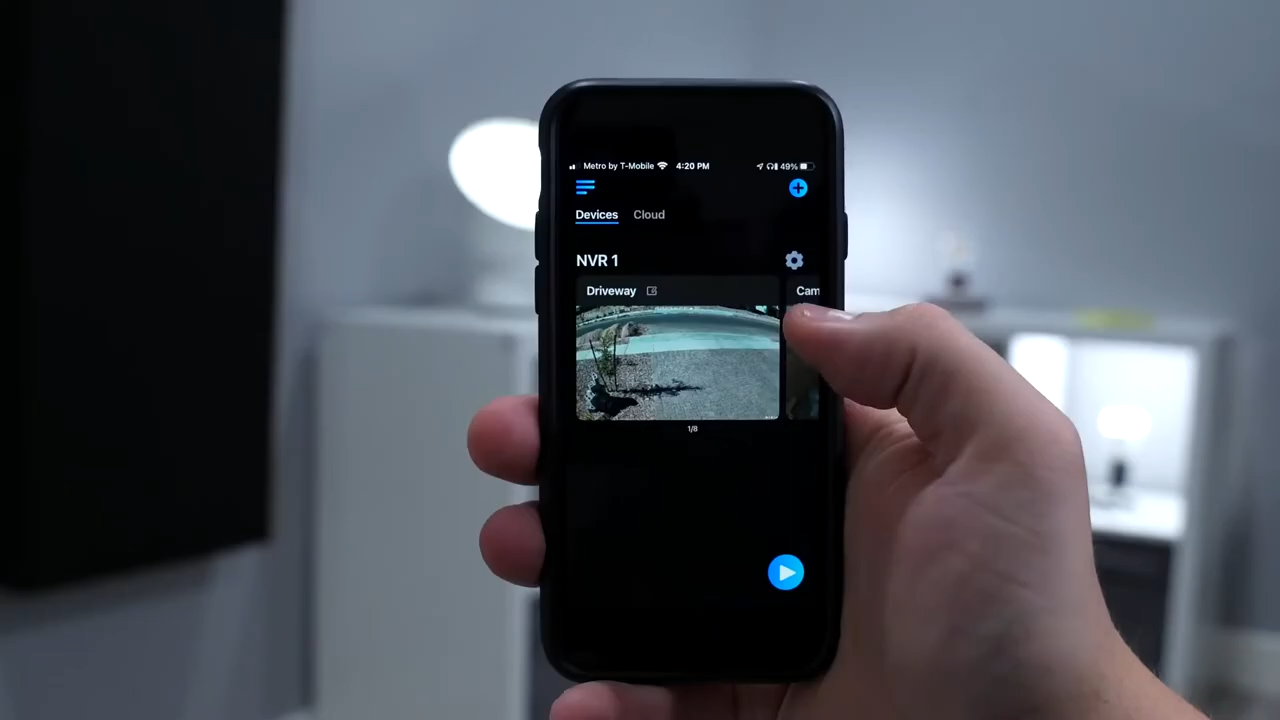 Metro by T-Mobile 4:20 PM 49%
Devices Cloud
NVR 1
Driveway Cam
1/8